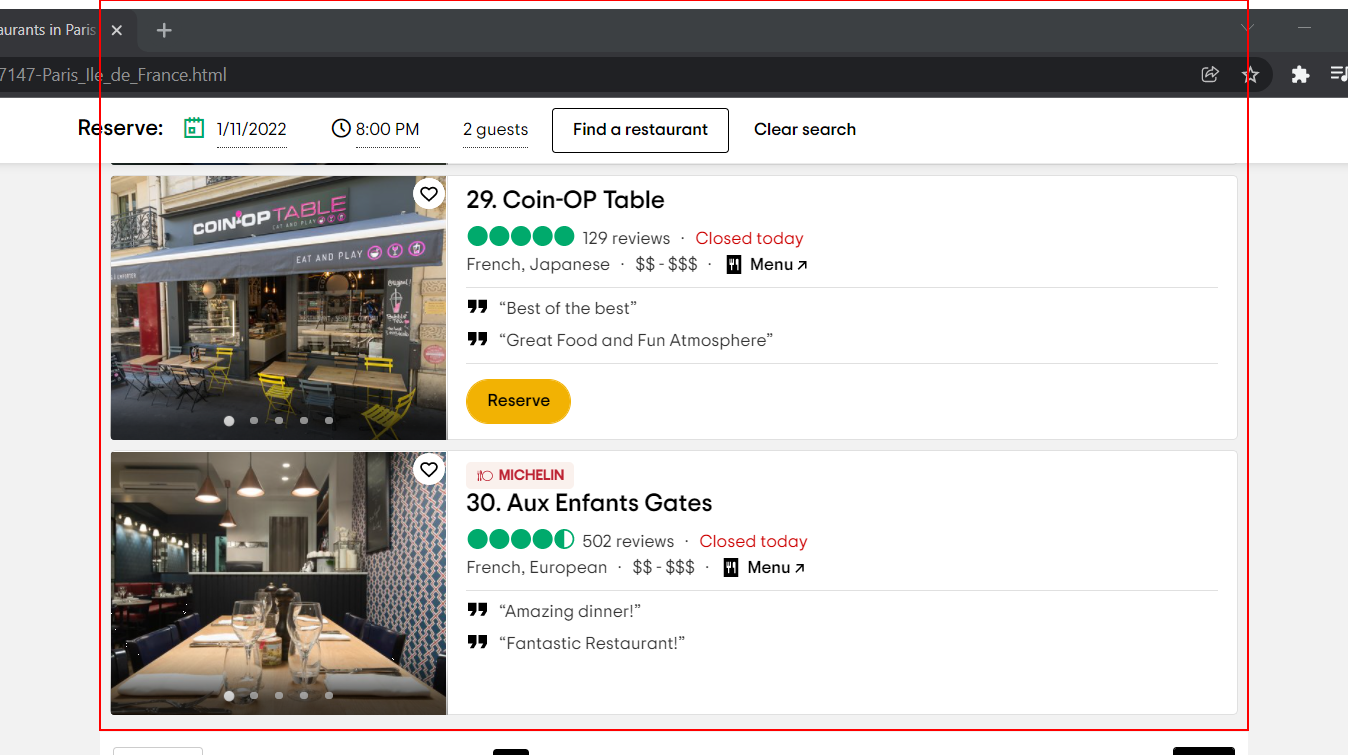 aurants in Paris
7147-Paris_Ile_de_France.html
Reserve: 1/11/2022 8:00 PM 2 guests Find a restaurant Clear search
COIN-OP TABLE
EAT AND PLAY
EAT AND PLAY
29. Coin-OP Table
129 reviews · Closed today
French, Japanese · $$ - $$$ · Menu
“Best of the best”
“Great Food and Fun Atmosphere”
Reserve
MICHELIN
30. Aux Enfants Gates
502 reviews · Closed today
French, European · $$ - $$$ · Menu
“Amazing dinner!”
“Fantastic Restaurant!”